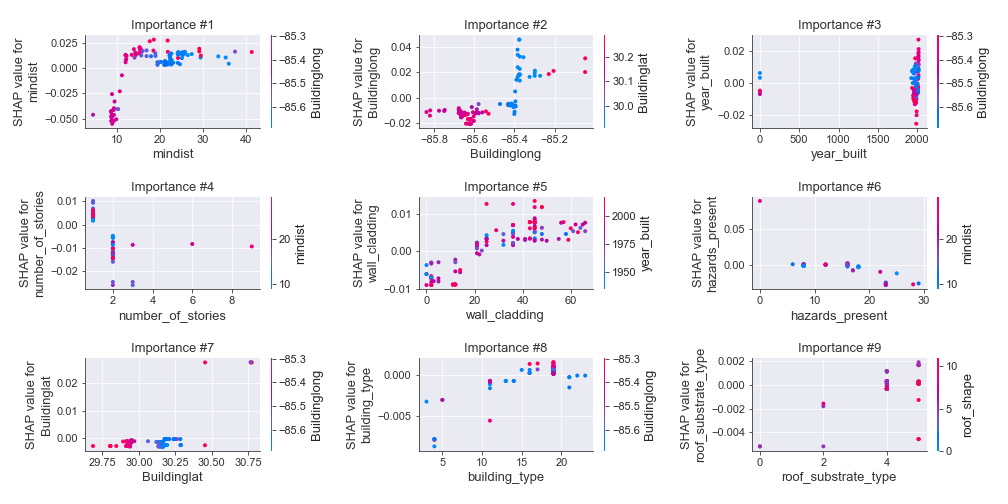 Importance #1
0.025
0.000
−0.025
−0.050
10
20
30
40
SHAP value for
mindist
mindist
−85.3
−85.4
−85.5
−85.6
Buildinglong
Importance #2
0.04
0.02
0.00
−0.02
−85.8
−85.6
−85.4
−85.2
SHAP value for
Buildinglong
Buildinglong
30.2
30.1
30.0
Buildinglat
Importance #3
0.02
0.00
−0.02
0
500
1000
1500
2000
SHAP value for
year_built
year_built
−85.3
−85.4
−85.5
−85.6
Buildinglong
Importance #4
0.01
0.00
−0.01
−0.02
2
4
6
8
SHAP value for
number_of_stories
number_of_stories
20
10
mindist
Importance #5
0.01
0.00
−0.01
0
20
40
60
SHAP value for
wall_cladding
wall_cladding
2000
1975
1950
year_built
Importance #6
0.05
0.00
0
10
20
30
SHAP value for
hazards_present
hazards_present
20
10
mindist
Importance #7
0.02
0.00
29.75
30.00
30.25
30.50
30.75
SHAP value for
Buildinglat
Buildinglat
−85.3
−85.4
−85.5
−85.6
Buildinglong
Importance #8
0.000
−0.005
5
10
15
20
SHAP value for
building_type
building_type
−85.3
−85.4
−85.5
−85.6
Buildinglong
Importance #9
0.002
0.000
−0.002
−0.004
0
2
4
SHAP value for
roof_substrate_type
roof_substrate_type
10
5
0
roof_shape